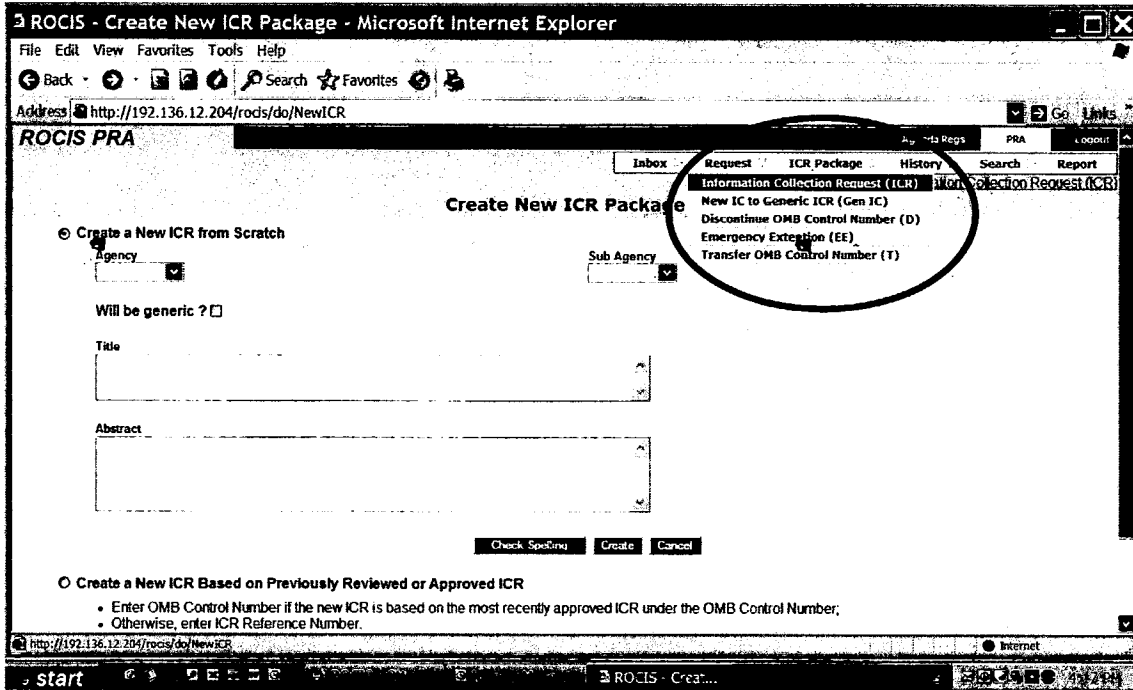 ROCIS - Create New ICR Package - Microsoft Internet Explorer
File Edit View Favorites Tools Help
Back Search Favorites
Address http://192.136.12.204/rocis/do/NewICR Go Links
ROCIS PRA
Agenda Regs PRA Logout
Inbox Request ICR Package History Search Report
Information Collection Request (ICR) ation Collection Request (ICR)
New IC to Generic ICR (Gen IC)
Create New ICR Package
Discontinue OMB Control Number (D)
Emergency Extention (EE)
Transfer OMB Control Number (T)
Create a New ICR from Scratch
Agency Sub Agency
Will be generic ?
Title
Abstract
Check Spelling Create Cancel
Create a New ICR Based on Previously Reviewed or Approved ICR
• Enter OMB Control Number if the new ICR is based on the most recently approved ICR under the OMB Control Number;
• Otherwise, enter ICR Reference Number.
http://192.136.12.204/rocis/do/NewICR Internet
start ROCIS - Creat...